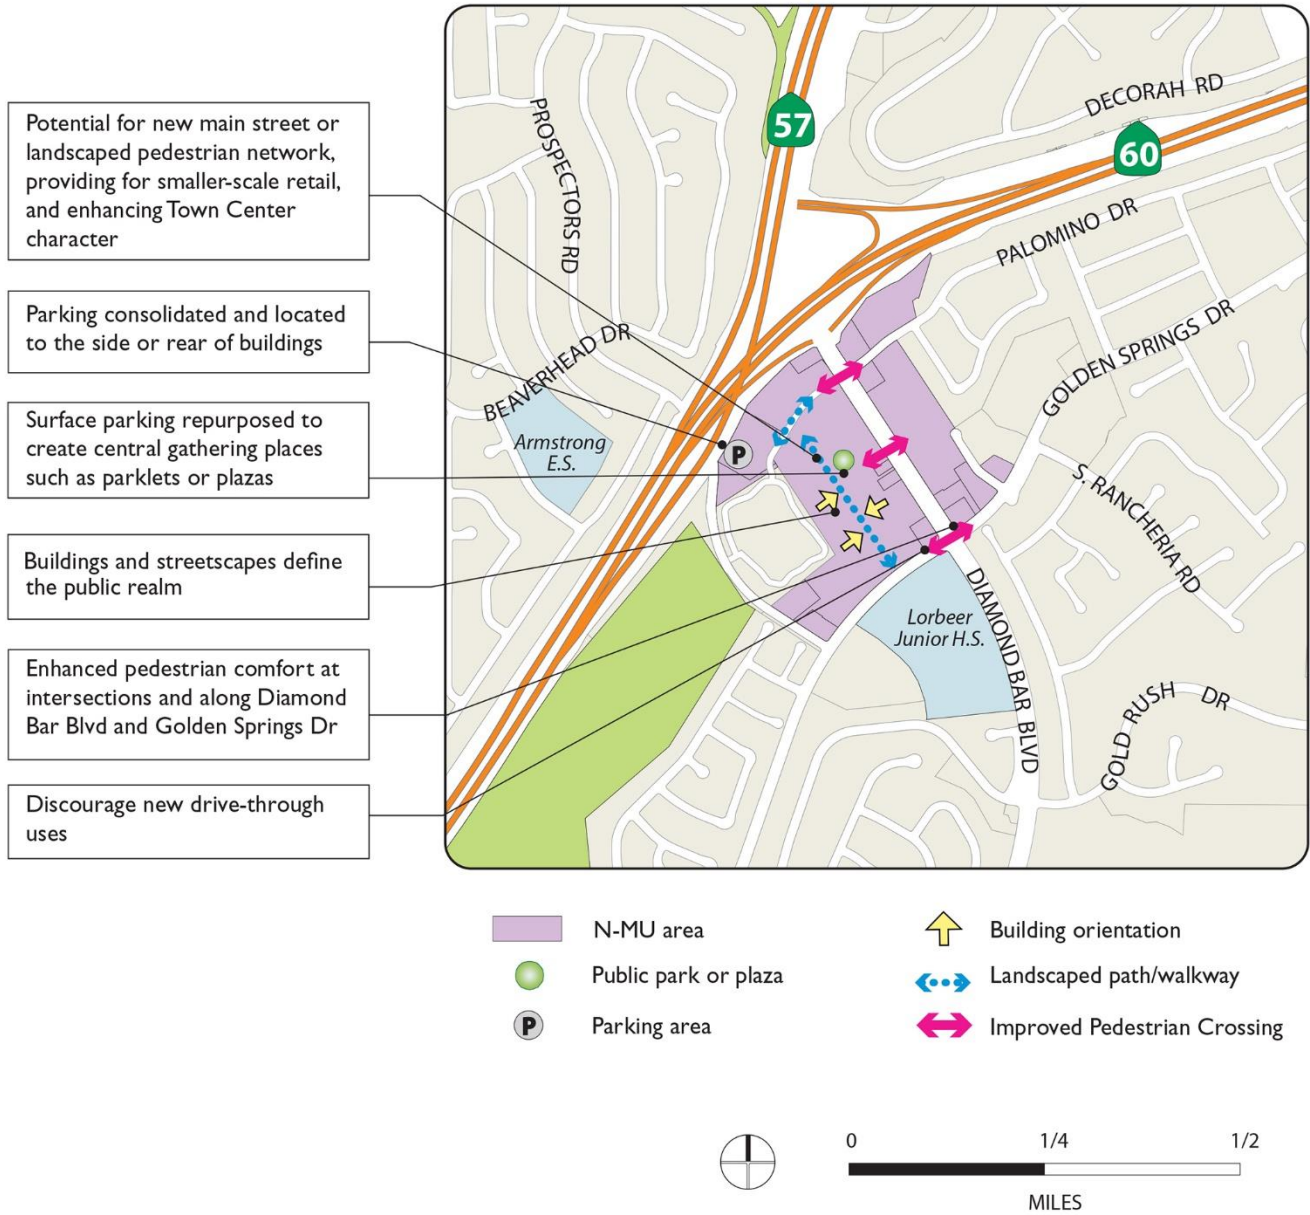 Potential for new main street or
landscaped pedestrian network,
providing for smaller-scale retail,
and enhancing Town Center
character
Parking consolidated and located
to the side or rear of buildings
Surface parking repurposed to
create central gathering places
such as parklets or plazas
Buildings and streetscapes define
the public realm
Enhanced pedestrian comfort at
intersections and along Diamond
Bar Blvd and Golden Springs Dr
Discourage new drive-through
uses
57
60
DECORAH RD
PROSPECTORS RD
PALOMINO DR
BEAVERHEAD DR
GOLDEN SPRINGS DR
Armstrong
E.S.
P
S. RANCHERIA RD
Lorbeer
Junior H.S.
DIAMOND BAR BLVD
GOLD RUSH DR
N-MU area
Public park or plaza
P Parking area
Building orientation
Landscaped path/walkway
Improved Pedestrian Crossing
0 1/4 1/2
MILES